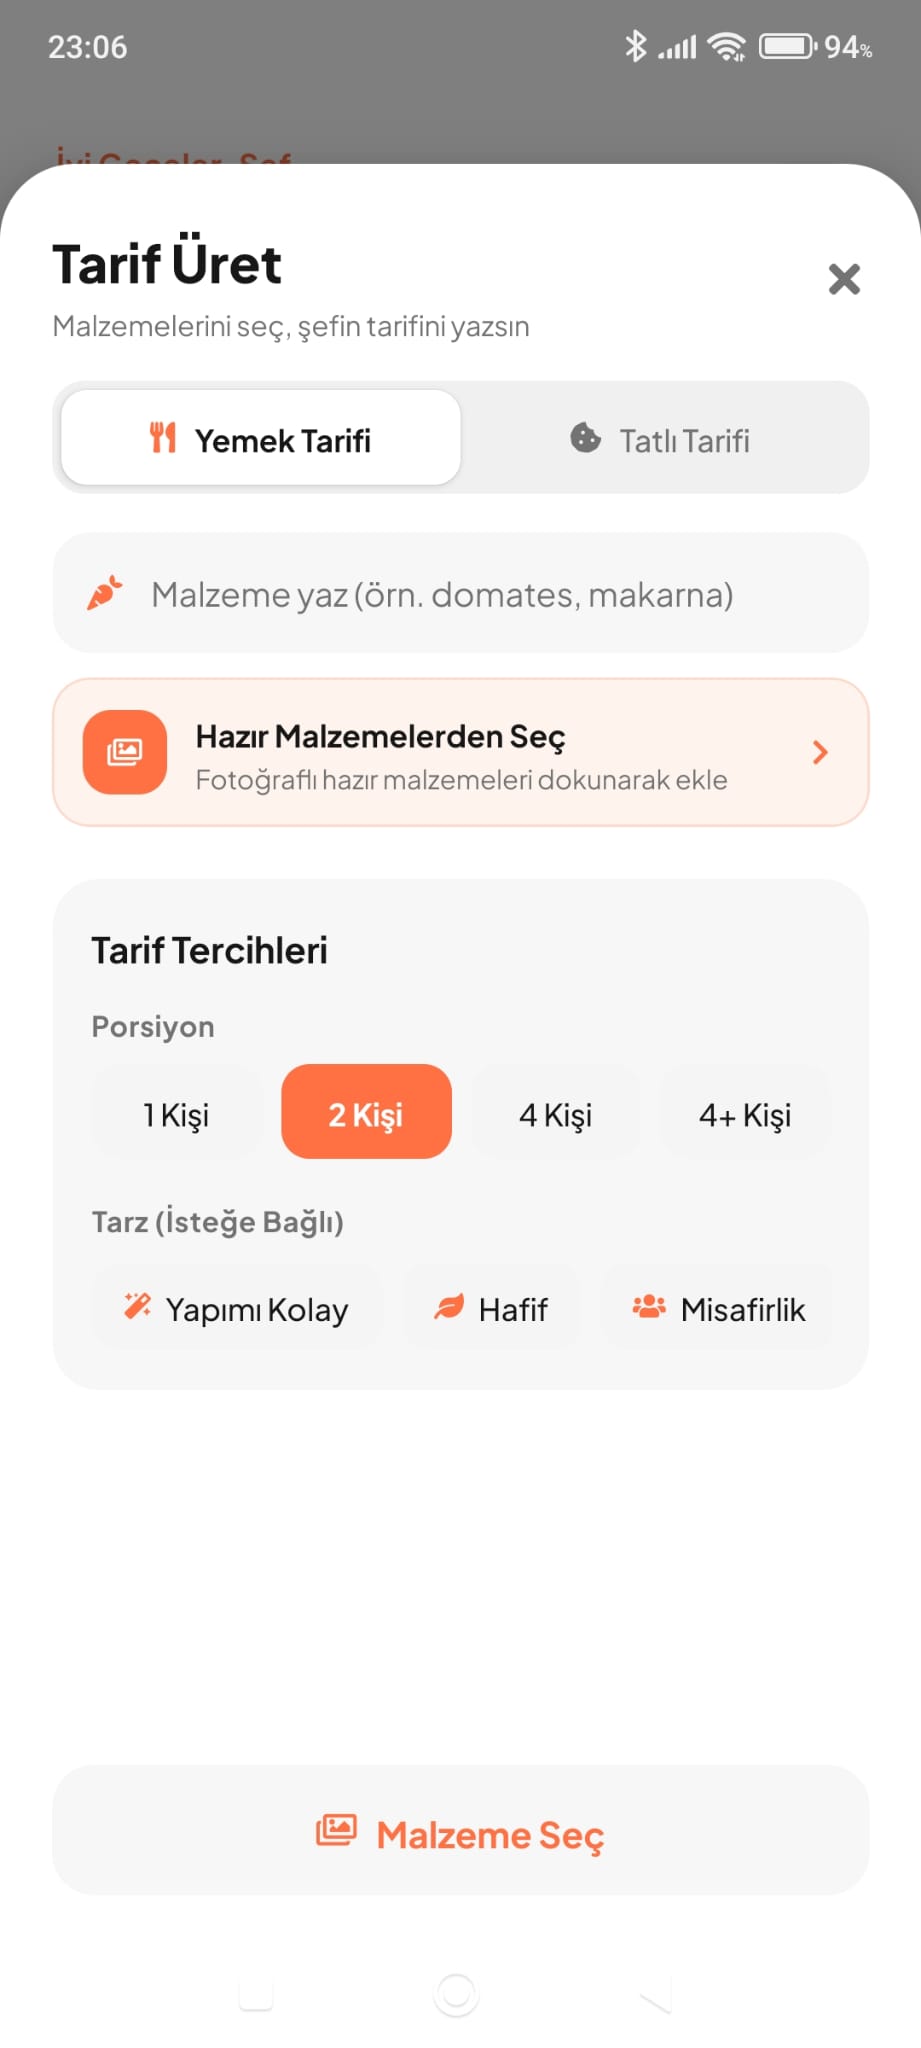 23:06
94%
Tarif Üret
Malzemelerini seç, şefin tarifini yazsın
Yemek Tarifi
Tatlı Tarifi
Malzeme yaz (örn. domates, makarna)
Hazır Malzemelerden Seç
Fotoğraflı hazır malzemeleri dokunarak ekle
Tarif Tercihleri
Porsiyon
1 Kişi
2 Kişi
4 Kişi
4+ Kişi
Tarz (İsteğe Bağlı)
Yapımı Kolay
Hafif
Misafirlik
Malzeme Seç